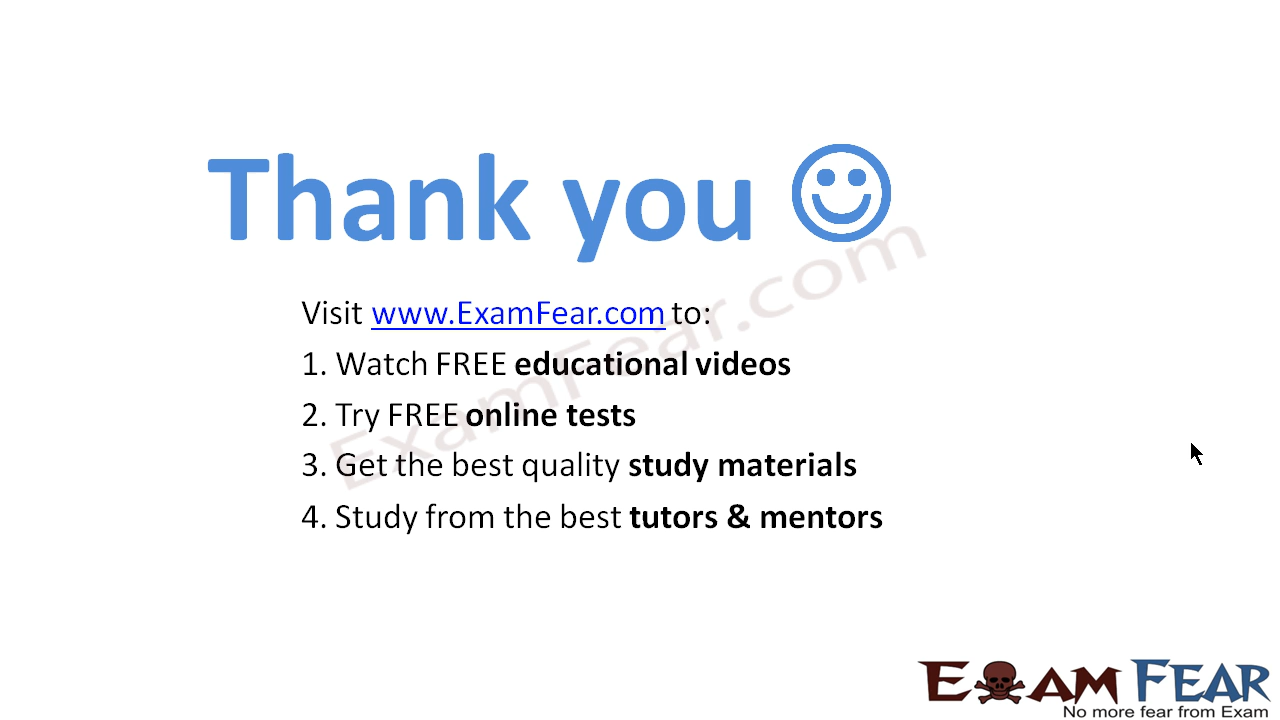 Thank you ☺
Visit www.ExamFear.com to:
1. Watch FREE educational videos
2. Try FREE online tests
3. Get the best quality study materials
4. Study from the best tutors & mentors
ExamFear.com
EXAM FEAR
No more fear from Exam